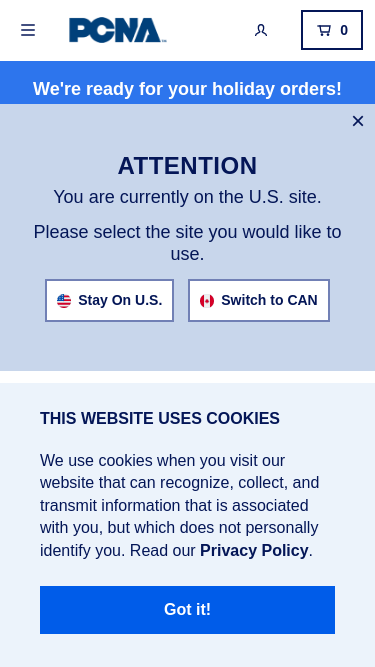 PCNA
0
We're ready for your holiday orders!
ATTENTION
You are currently on the U.S. site.
Please select the site you would like to
use.
Stay On U.S.
Switch to CAN
THIS WEBSITE USES COOKIES
We use cookies when you visit our
website that can recognize, collect, and
transmit information that is associated
with you, but which does not personally
identify you. Read our Privacy Policy.
Got it!